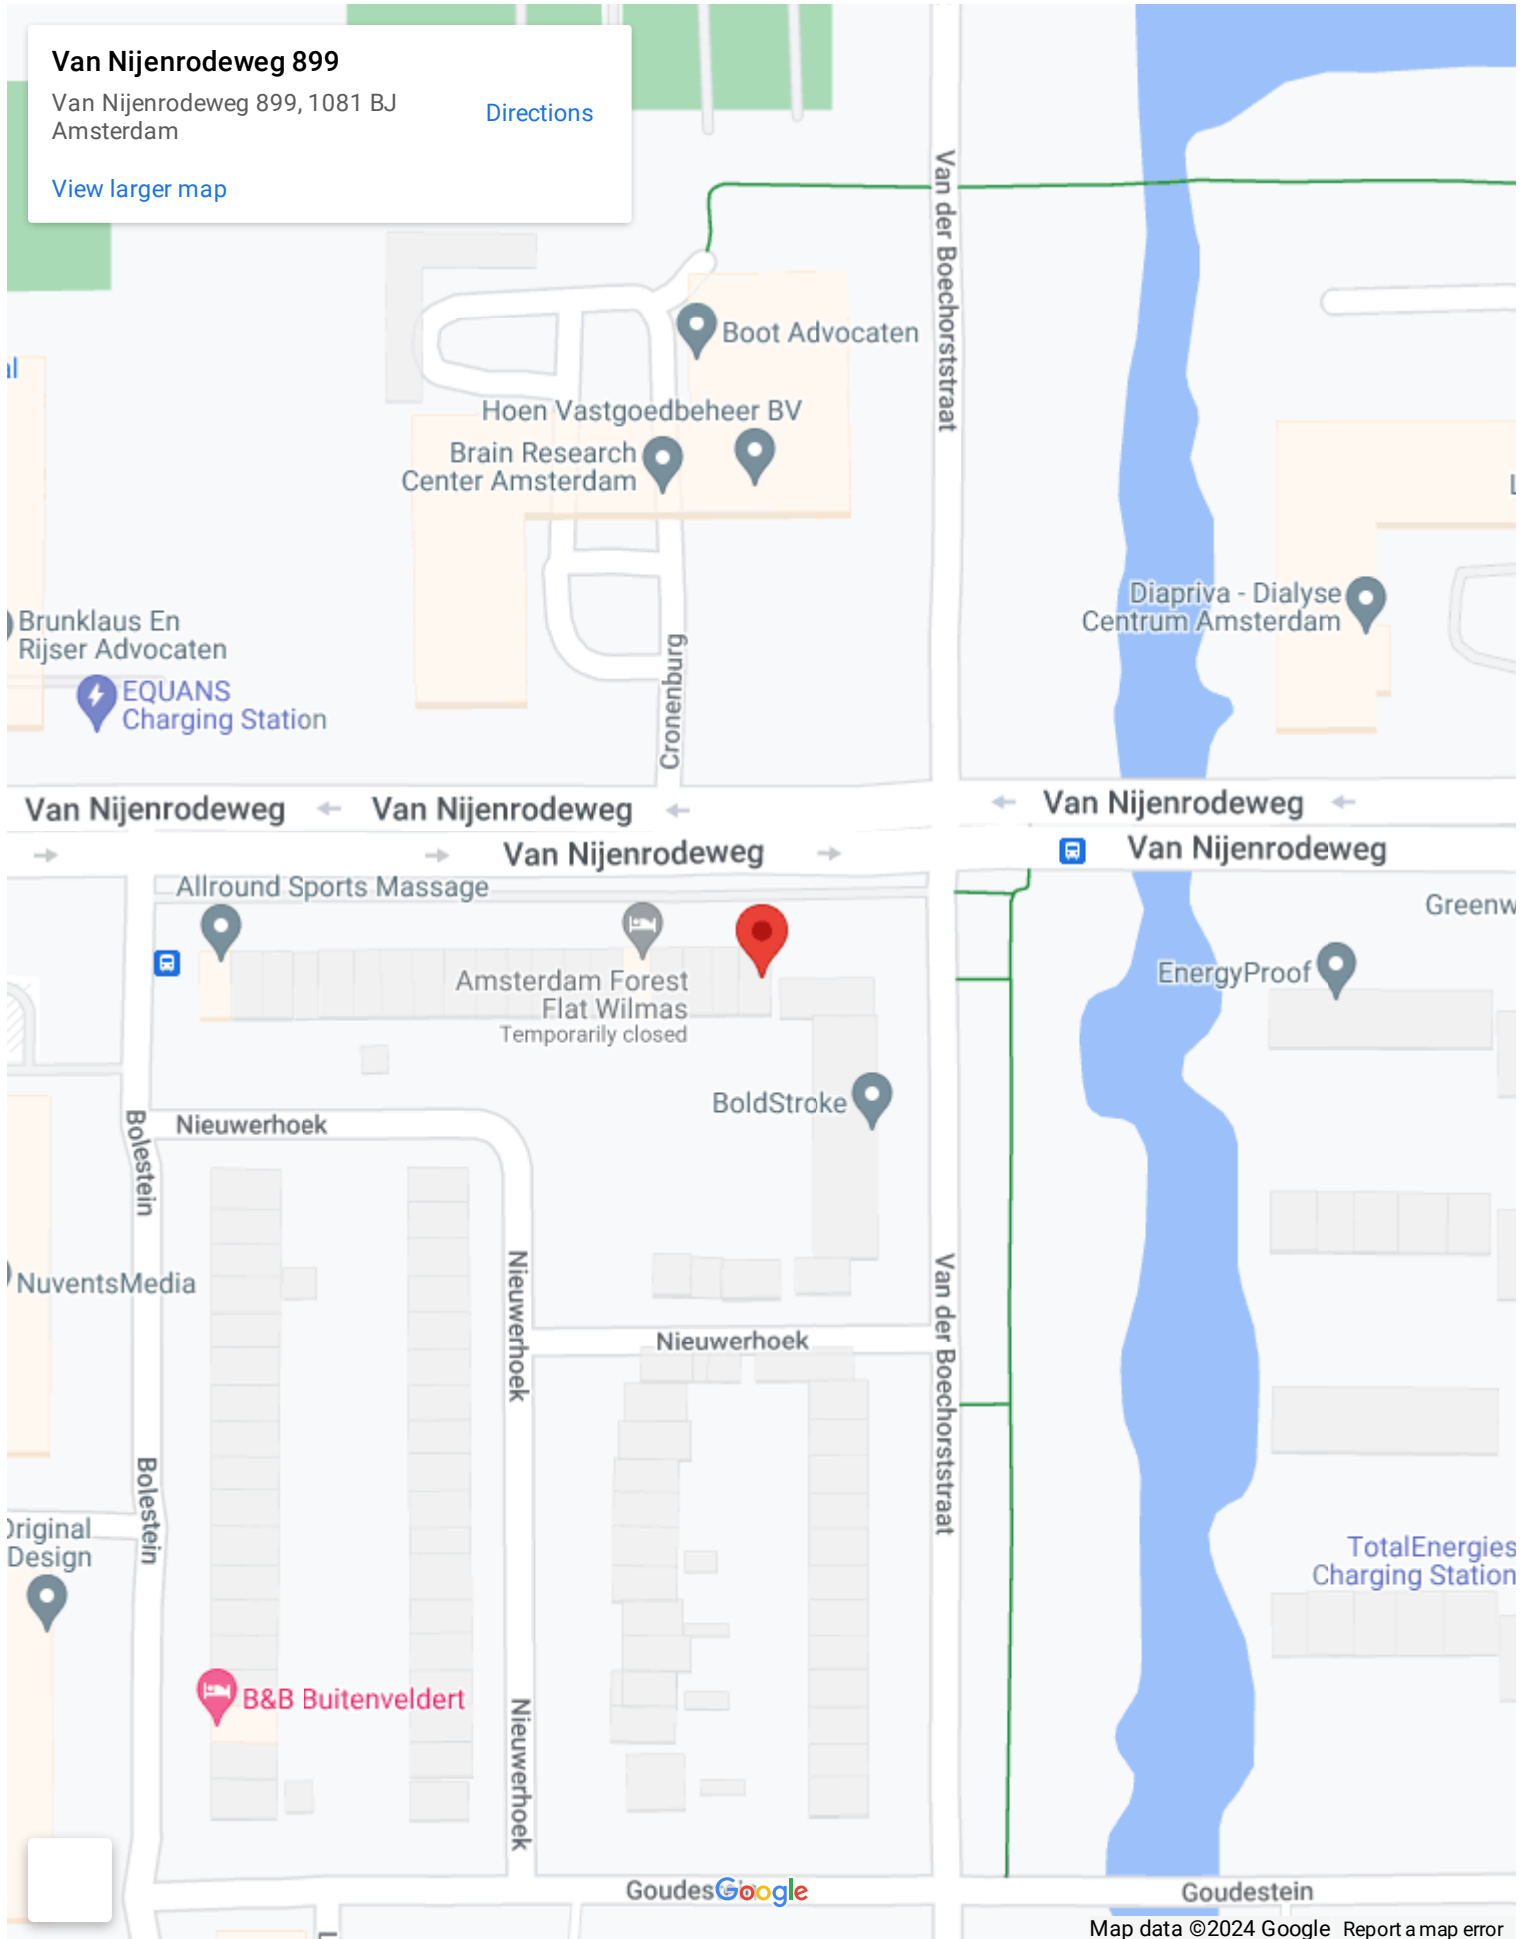 Van Nijenrodeweg 899
Van Nijenrodeweg 899, 1081 BJ
Amsterdam
Directions
View larger map
Van der Boechorststraat
Boot Advocaten
al
Hoen Vastgoedbeheer BV
Brain Research
Center Amsterdam
L
Diapriva - Dialyse
Centrum Amsterdam
Brunklaus En
Rijser Advocaten
EQUANS
Charging Station
Cronenburg
Van Nijenrodeweg
Van Nijenrodeweg
Van Nijenrodeweg
Van Nijenrodeweg
Van Nijenrodeweg
Allround Sports Massage
Greenw
EnergyProof
Amsterdam Forest
Flat Wilmas
Temporarily closed
BoldStroke
Nieuwerhoek
Bolestein
NuventsMedia
Nieuwerhoek
Nieuwerhoek
Van der Boechorststraat
Bolestein
Original
Design
TotalEnergies
Charging Station
B&B Buitenveldert
Nieuwerhoek
Goudestein
Google
Goudestein
L
Map data ©2024 Google
Report a map error